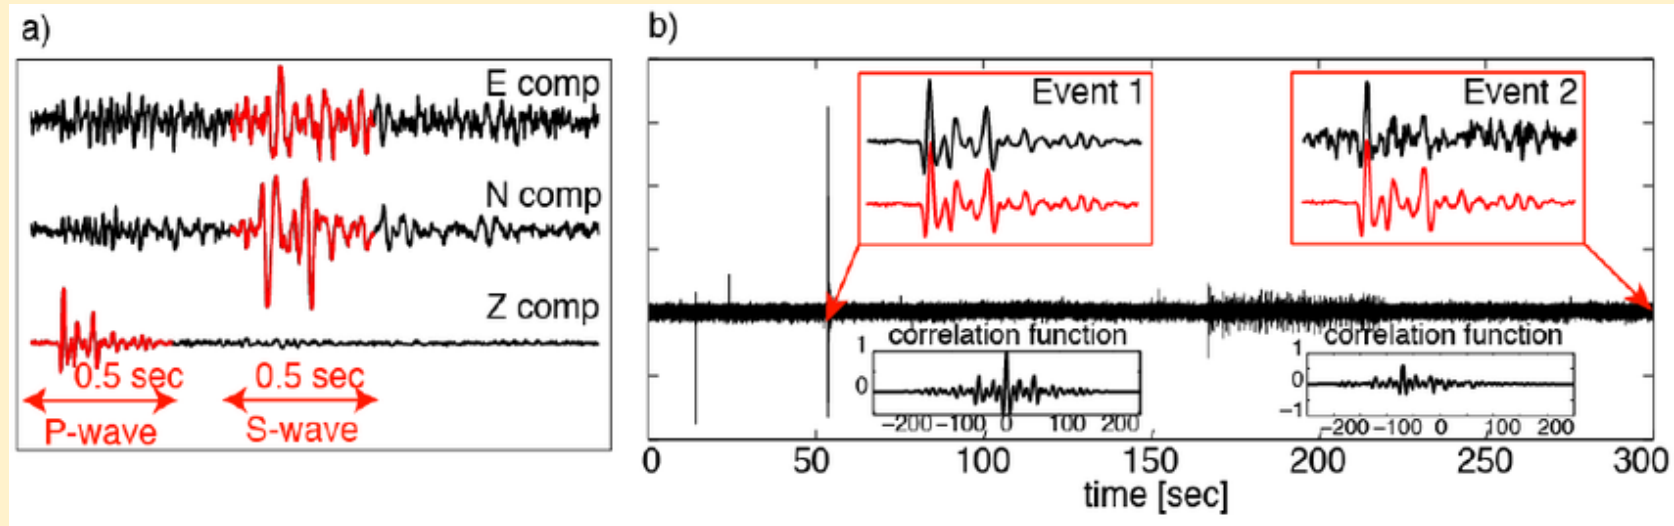 a)
E comp
N comp
Z comp
0.5 sec
0.5 sec
P-wave
S-wave
b)
Event 1
Event 2
correlation function
1
0
-200 -100 0 100 200
correlation function
1
0
-1
-200 -100 0 100 200
0 50 100 150 200 250 300
time [sec]